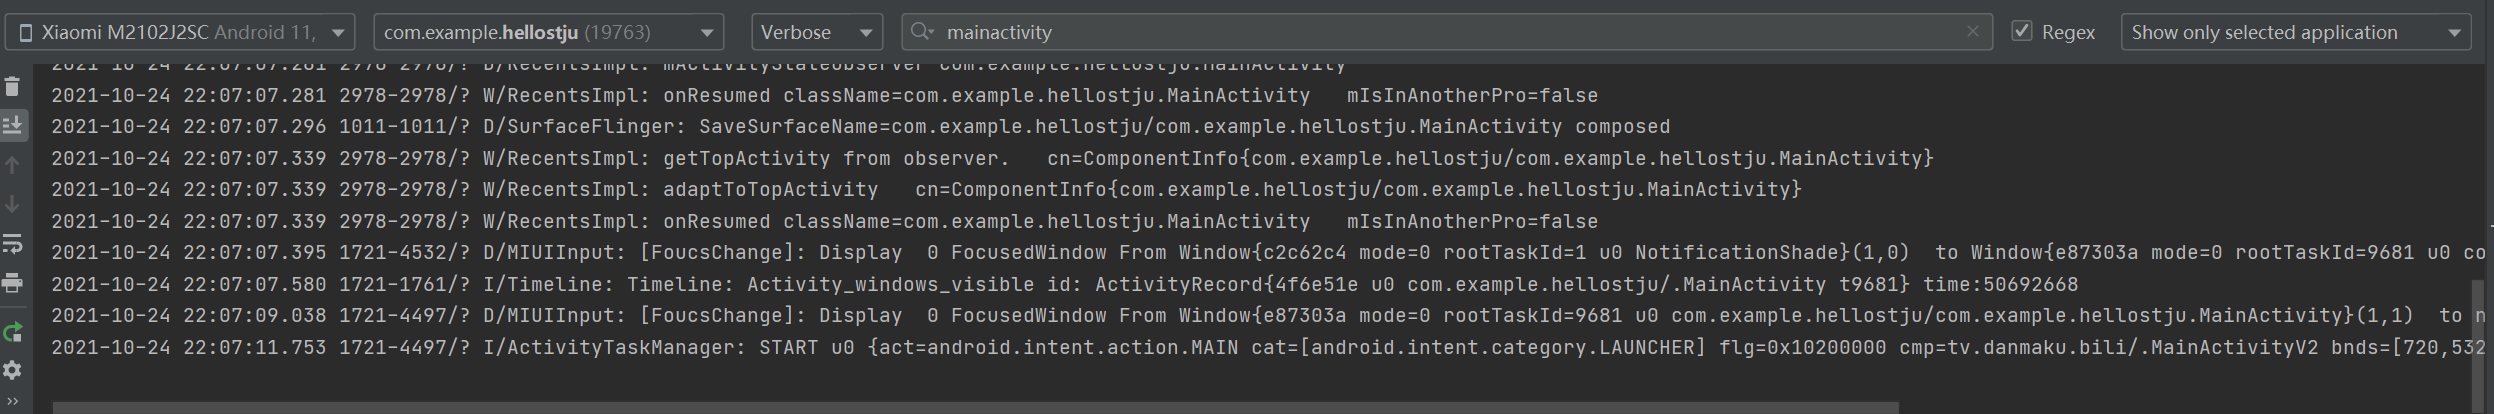 Xiaomi M2102J2SC Android 11, com.example.hellostju (19763) Verbose mainactivity Regex Show only selected application
2021-10-24 22:07:07.281 2978-2978/? D/RecentsImpl: mActivityStateObserver com.example.hellostju.MainActivity
2021-10-24 22:07:07.281 2978-2978/? W/RecentsImpl: onResumed className=com.example.hellostju.MainActivity   mIsInAnotherPro=false
2021-10-24 22:07:07.296 1011-1011/? D/SurfaceFlinger: SaveSurfaceName=com.example.hellostju/com.example.hellostju.MainActivity composed
2021-10-24 22:07:07.339 2978-2978/? W/RecentsImpl: getTopActivity from observer.   cn=ComponentInfo{com.example.hellostju/com.example.hellostju.MainActivity}
2021-10-24 22:07:07.339 2978-2978/? W/RecentsImpl: adaptToTopActivity   cn=ComponentInfo{com.example.hellostju/com.example.hellostju.MainActivity}
2021-10-24 22:07:07.339 2978-2978/? W/RecentsImpl: onResumed className=com.example.hellostju.MainActivity   mIsInAnotherPro=false
2021-10-24 22:07:07.395 1721-4532/? D/MIUIInput: [FoucsChange]: Display  0 FocusedWindow From Window{c2c62c4 mode=0 rootTaskId=1 u0 NotificationShade}(1,0)  to Window{e87303a mode=0 rootTaskId=9681 u0 co
2021-10-24 22:07:07.580 1721-1761/? I/Timeline: Timeline: Activity_windows_visible id: ActivityRecord{4f6e51e u0 com.example.hellostju/.MainActivity t9681} time:50692668
2021-10-24 22:07:09.038 1721-4497/? D/MIUIInput: [FoucsChange]: Display  0 FocusedWindow From Window{e87303a mode=0 rootTaskId=9681 u0 com.example.hellostju/com.example.hellostju.MainActivity}(1,1)  to n
2021-10-24 22:07:11.753 1721-4497/? I/ActivityTaskManager: START u0 {act=android.intent.action.MAIN cat=[android.intent.category.LAUNCHER] flg=0x10200000 cmp=tv.danmaku.bili/.MainActivityV2 bnds=[720,532